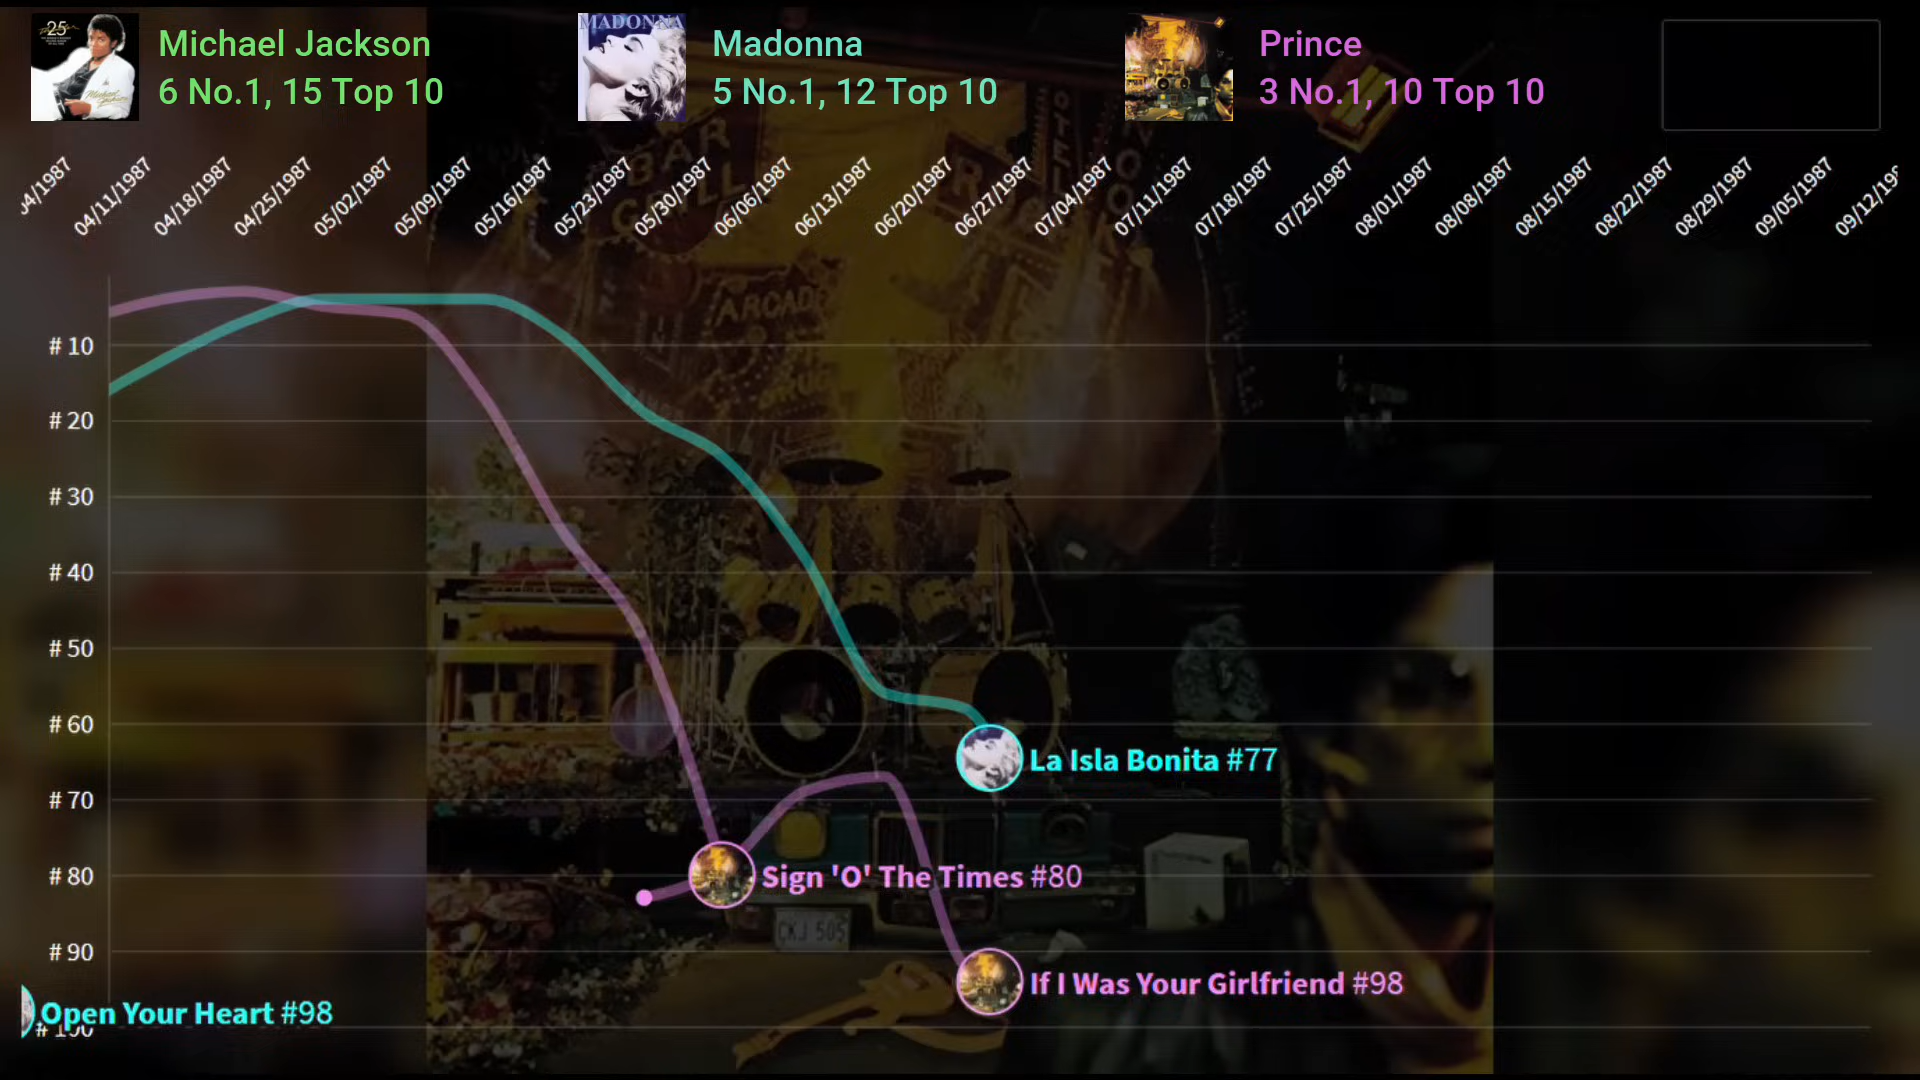 25
Michael Jackson
6 No.1, 15 Top 10
MADONNA
Madonna
5 No.1, 12 Top 10
Prince
3 No.1, 10 Top 10
04/11/1987
04/18/1987
04/25/1987
05/02/1987
05/09/1987
05/16/1987
05/23/1987
05/30/1987
06/06/1987
06/13/1987
06/20/1987
06/27/1987
07/04/1987
07/11/1987
07/18/1987
07/25/1987
08/01/1987
08/08/1987
08/15/1987
08/22/1987
08/29/1987
09/05/1987
BAR
GRILL
ARCADE
# 10
# 20
# 30
# 40
# 50
# 60
# 70
# 80
# 90
# 100
La Isla Bonita #77
Sign 'O' The Times #80
CKJ 505
If I Was Your Girlfriend #98
Open Your Heart #98